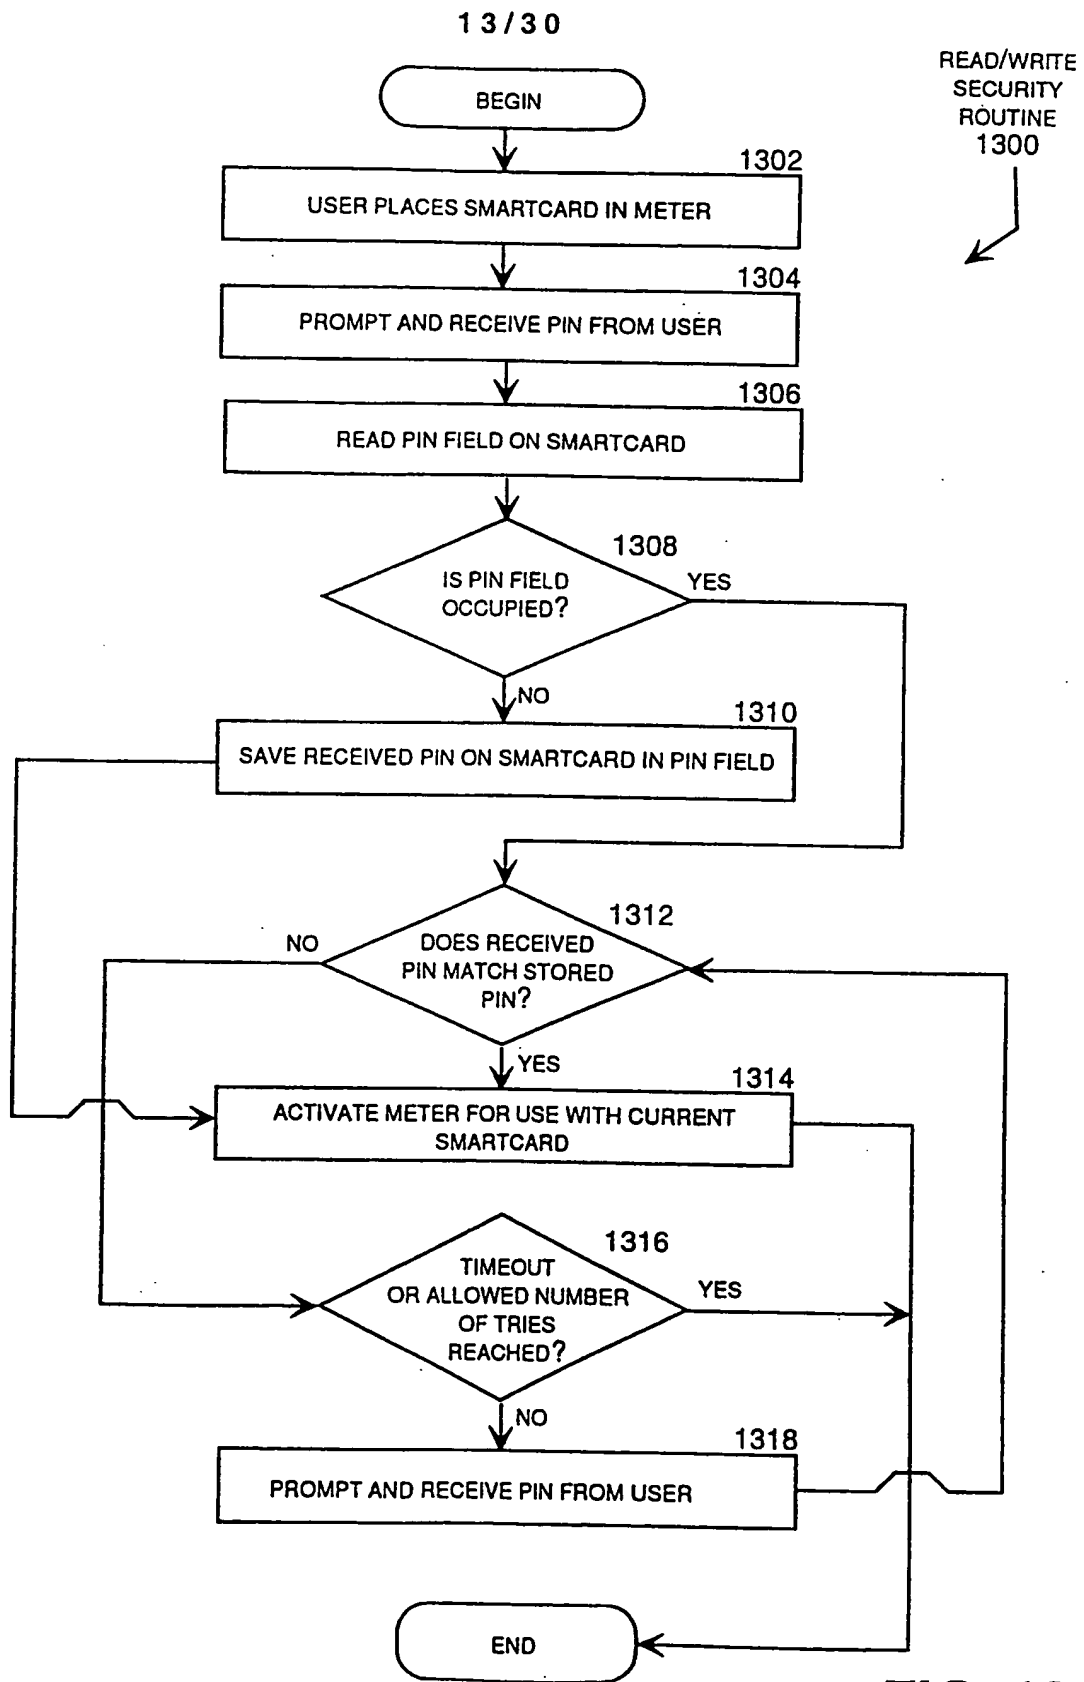 13/30
READ/WRITE
SECURITY
ROUTINE
1300
BEGIN
1302
USER PLACES SMARTCARD IN METER
1304
PROMPT AND RECEIVE PIN FROM USER
1306
READ PIN FIELD ON SMARTCARD
1308
IS PIN FIELD
OCCUPIED?
YES
NO
1310
SAVE RECEIVED PIN ON SMARTCARD IN PIN FIELD
1312
NO
DOES RECEIVED
PIN MATCH STORED
PIN?
YES
1314
ACTIVATE METER FOR USE WITH CURRENT
SMARTCARD
1316
TIMEOUT
OR ALLOWED NUMBER
OF TRIES
REACHED?
YES
NO
1318
PROMPT AND RECEIVE PIN FROM USER
END